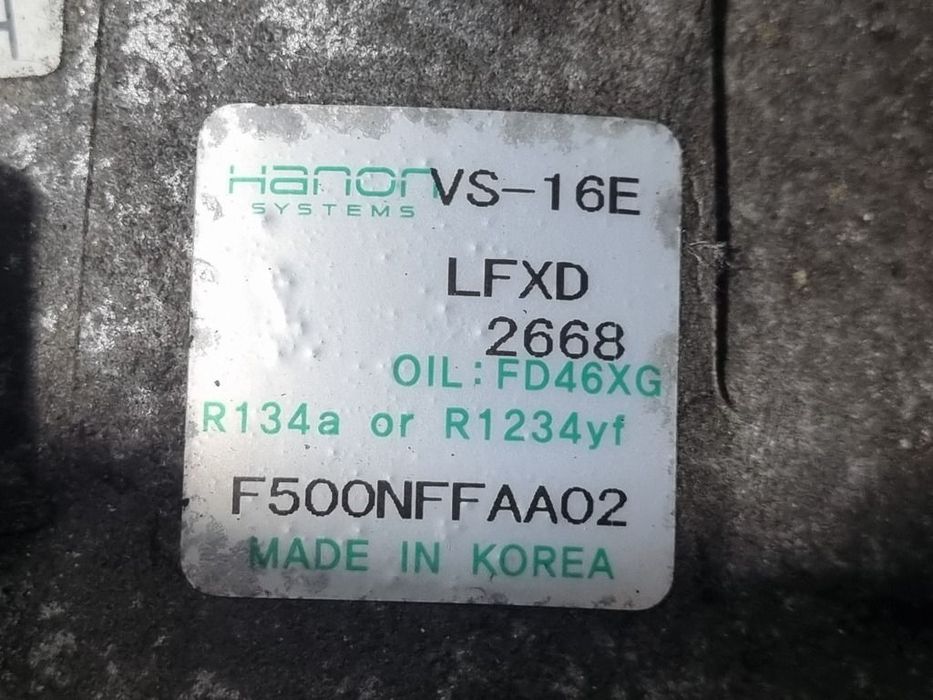 H
Hanon VS-16E
SYSTEMS
LFXD
2668
OIL:FD46XG
R134a or R1234yf
F500NFFAA02
MADE IN KOREA